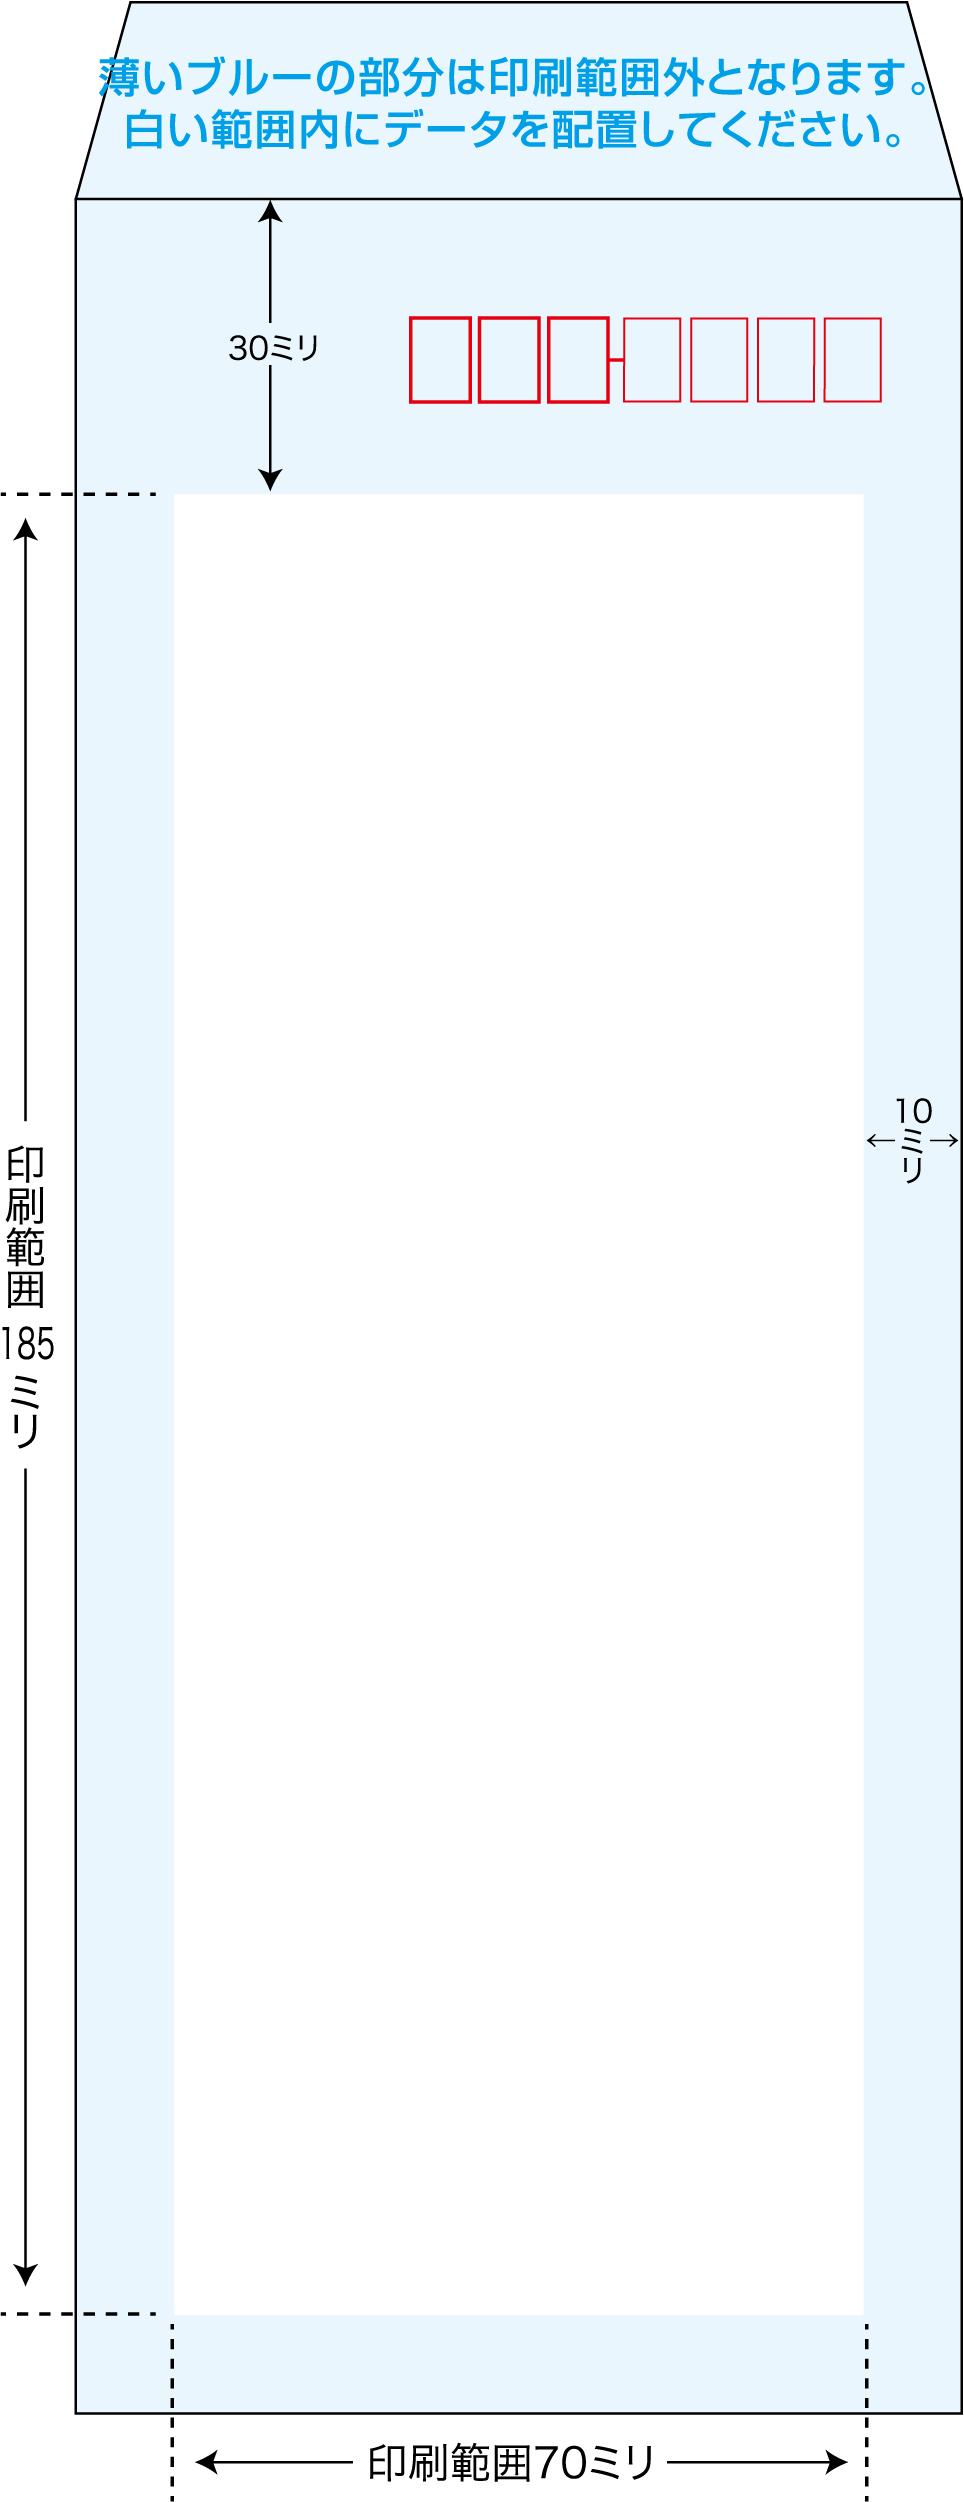 薄いブルーの部分は印刷範囲外となります。
白い範囲内にデータを配置してください。
30ミリ
10ミリ
印刷範囲185ミリ
印刷範囲70ミリ